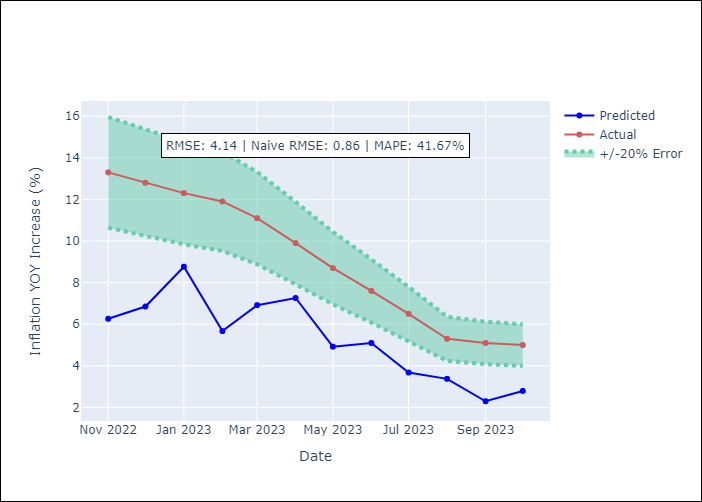 RMSE: 4.14 | Naive RMSE: 0.86 | MAPE: 41.67%
Predicted
Actual
+/-20% Error
Inflation YOY Increase (%)
16
14
12
10
8
6
4
2
Nov 2022 Jan 2023 Mar 2023 May 2023 Jul 2023 Sep 2023
Date